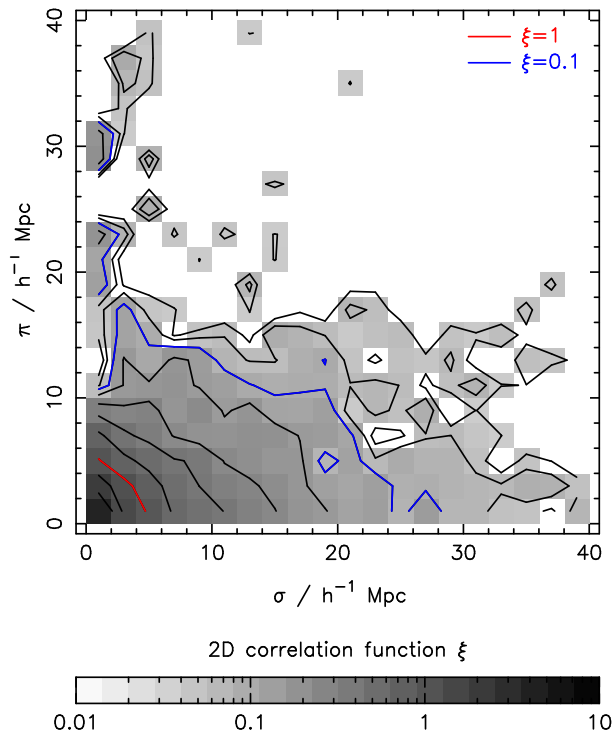 40
30
20
10
0
π / h⁻¹ Mpc
ξ=1
ξ=0.1
0 10 20 30 40
σ / h⁻¹ Mpc
2D correlation function ξ
0.01 0.1 1 10